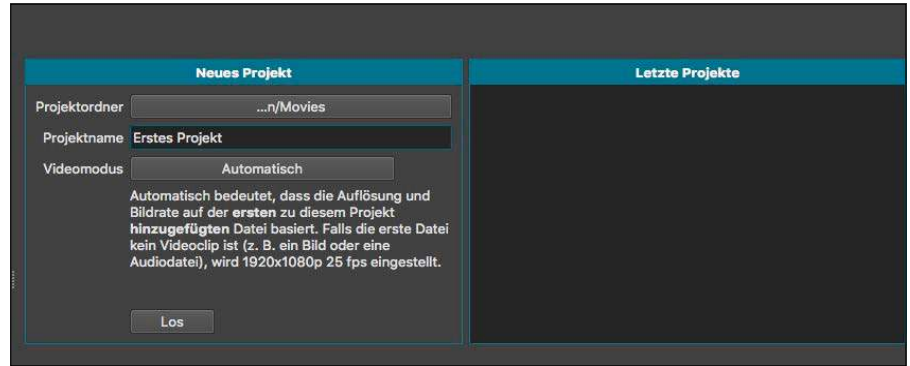 Neues Projekt
Letzte Projekte
Projektordner ...n/Movies
Projektname Erstes Projekt
Videomodus Automatisch
Automatisch bedeutet, dass die Auflösung und
Bildrate auf der ersten zu diesem Projekt
hinzugefügten Datei basiert. Falls die erste Datei
kein Videoclip ist (z. B. ein Bild oder eine
Audiodatei), wird 1920x1080p 25 fps eingestellt.
Los